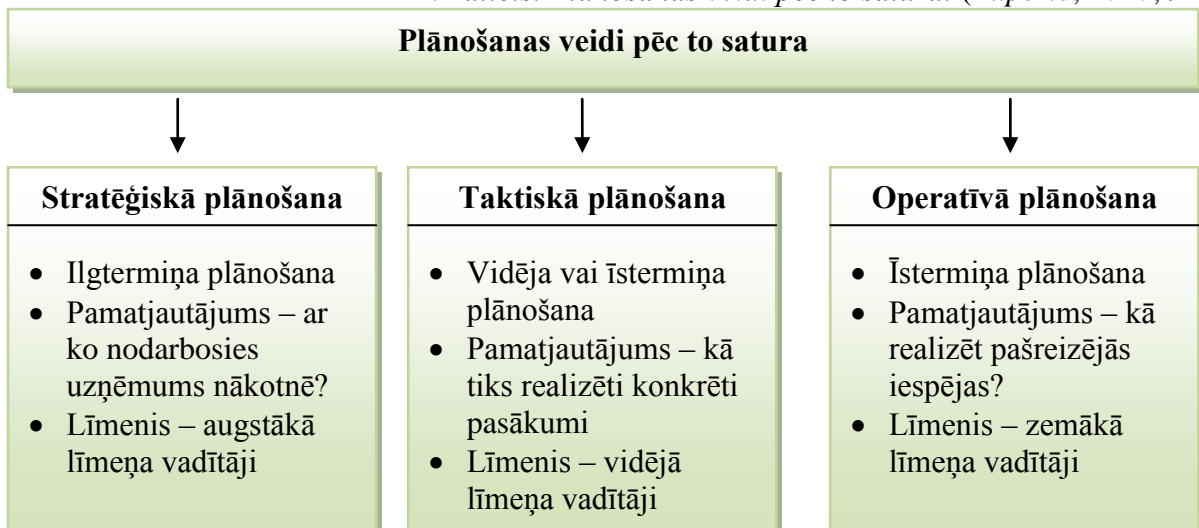 Plānošanas veidi pēc to satura
Stratēģiskā plānošana
• Ilgtermiņa plānošana
• Pamatjautājums – ar
ko nodarbosies
uzņēmums nākotnē?
• Līmenis – augstākā
līmeņa vadītāji
Taktiskā plānošana
• Vidēja vai īstermiņa
plānošana
• Pamatjautājums – kā
tiks realizēti konkrēti
pasākumi
• Līmenis – vidējā
līmeņa vadītāji
Operatīvā plānošana
• Īstermiņa plānošana
• Pamatjautājums – kā
realizēt pašreizējās
iespējas?
• Līmenis – zemākā
līmeņa vadītāji